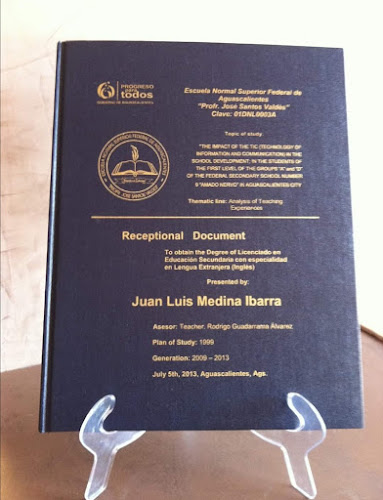 PROGRESO
para
todos
GOBIERNO DE AGUASCALIENTES
Escuela Normal Superior Federal de
Aguascalientes
"Profr. José Santos Valdés"
Clave: 01DNL0003A
Topic of study
"THE IMPACT OF THE TIC (TECHNOLOGY OF
INFORMATION AND COMMUNICATION) IN THE
SCHOOL DEVELOPMENT: IN THE STUDENTS OF
THE FIRST LEVEL OF THE GROUPS "A" and "D"
OF THE FEDERAL SECONDARY SCHOOL NUMBER
9 "AMADO NERVO" IN AGUASCALIENTES CITY
Thematic line: Analysis of Teaching
Experiences
Receptional Document
To obtain the Degree of Licenciado en
Educación Secundaria con especialidad
en Lengua Extranjera (Inglés)
Presented by:
Juan Luis Medina Ibarra
Asesor: Teacher. Rodrigo Guadarrama Álvarez
Plan of Study: 1999
Generation: 2009 – 2013
July 5th, 2013, Aguascalientes, Ags.